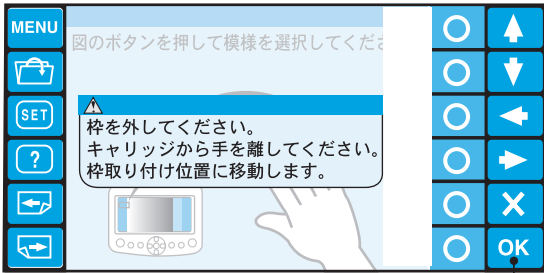 MENU
図のボタンを押して模様を選択してくだ
SET
?
枠を外してください。
キャリッジから手を離してください。
枠取り付け位置に移動します。
OK